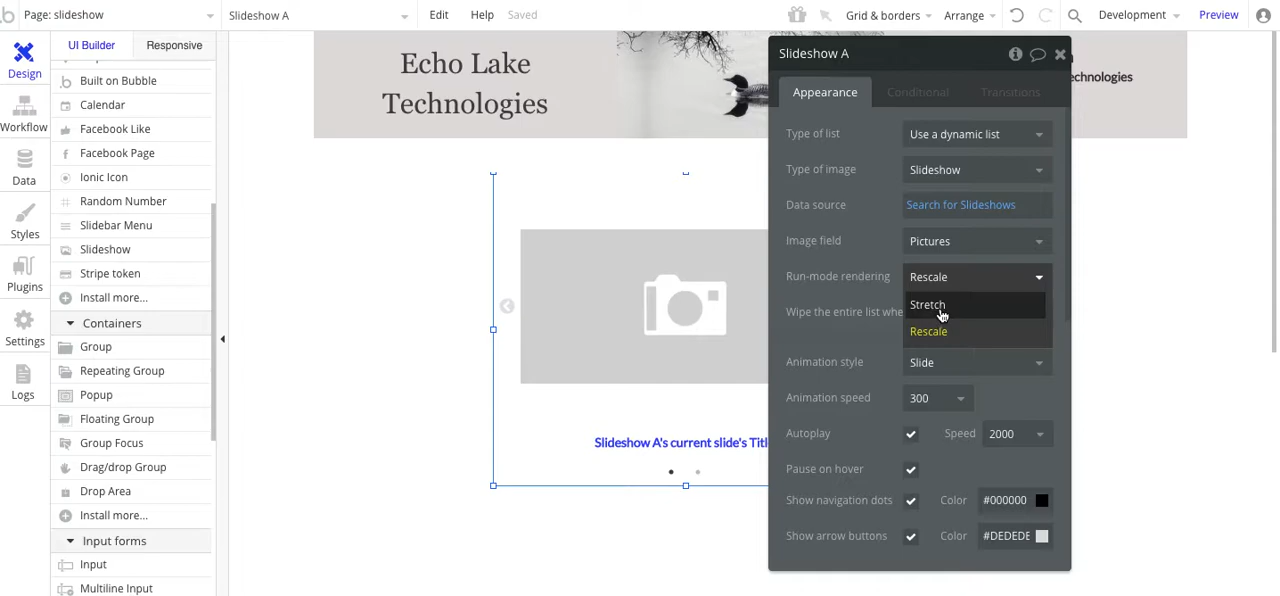 Page: slideshow
Slideshow A
Edit
Help
Saved
Grid & borders
Arrange
Development
Preview
Design
Workflow
Data
Styles
Plugins
Settings
Logs
UI Builder
Responsive
Built on Bubble
Calendar
Facebook Like
Facebook Page
Ionic Icon
Random Number
Slidebar Menu
Slideshow
Stripe token
Install more...
Containers
Group
Repeating Group
Popup
Floating Group
Group Focus
Drag/drop Group
Drop Area
Install more...
Input forms
Input
Multiline Input
Echo Lake
Technologies
Technologies
Slideshow A's current slide's Titl
Slideshow A
Appearance
Conditional
Transitions
Type of list
Use a dynamic list
Type of image
Slideshow
Data source
Search for Slideshows
Image field
Pictures
Run-mode rendering
Rescale
Stretch
Rescale
Wipe the entire list whe
Animation style
Slide
Animation speed
300
Autoplay
Speed
2000
Pause on hover
Show navigation dots
Color
#000000
Show arrow buttons
Color
#DEDEDE